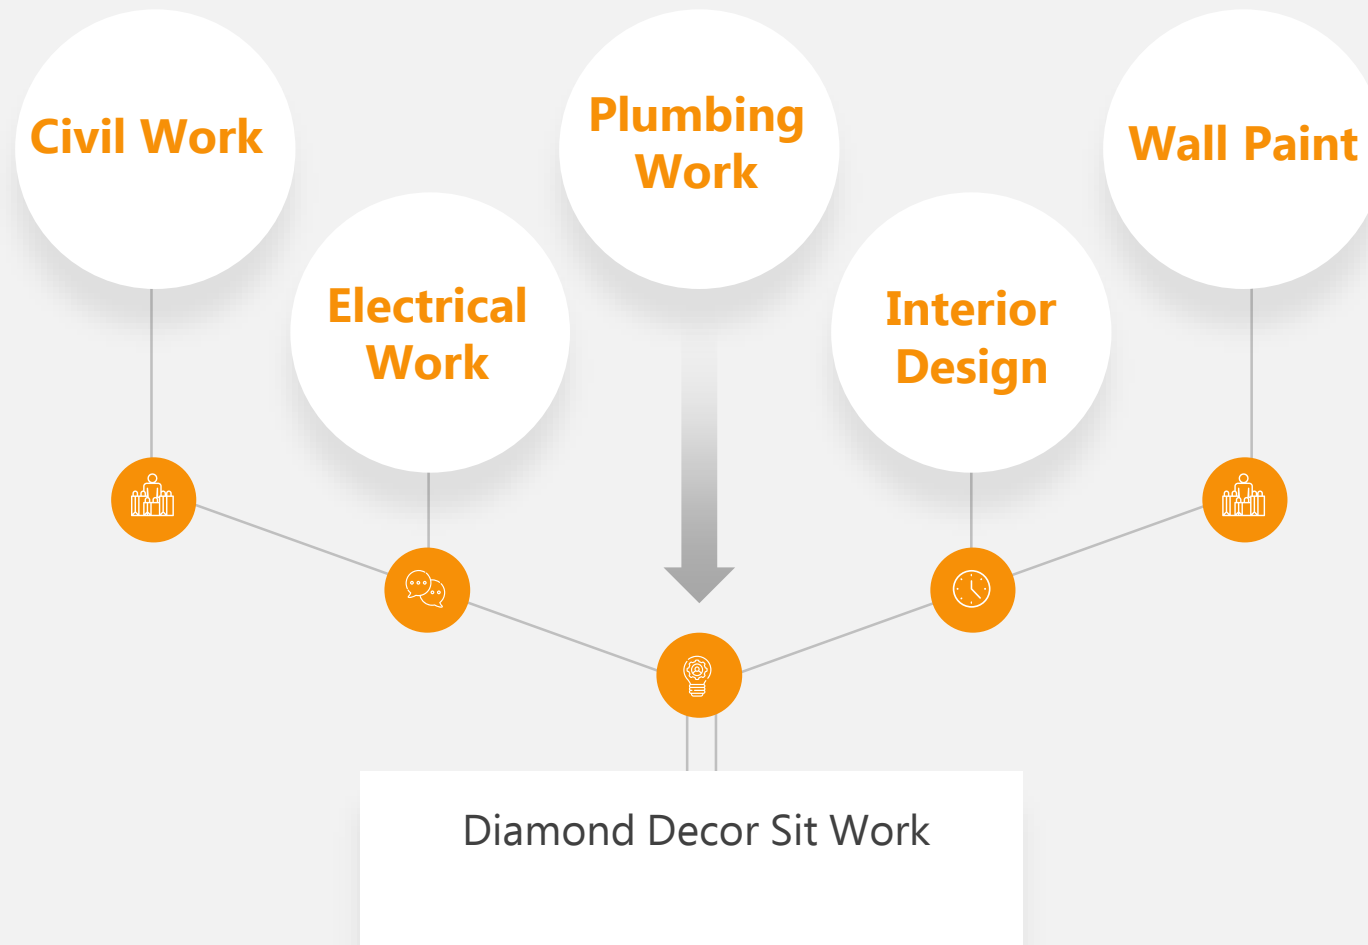 Civil Work
Plumbing
Work
Wall Paint
Electrical
Work
Interior
Design
Diamond Decor Sit Work